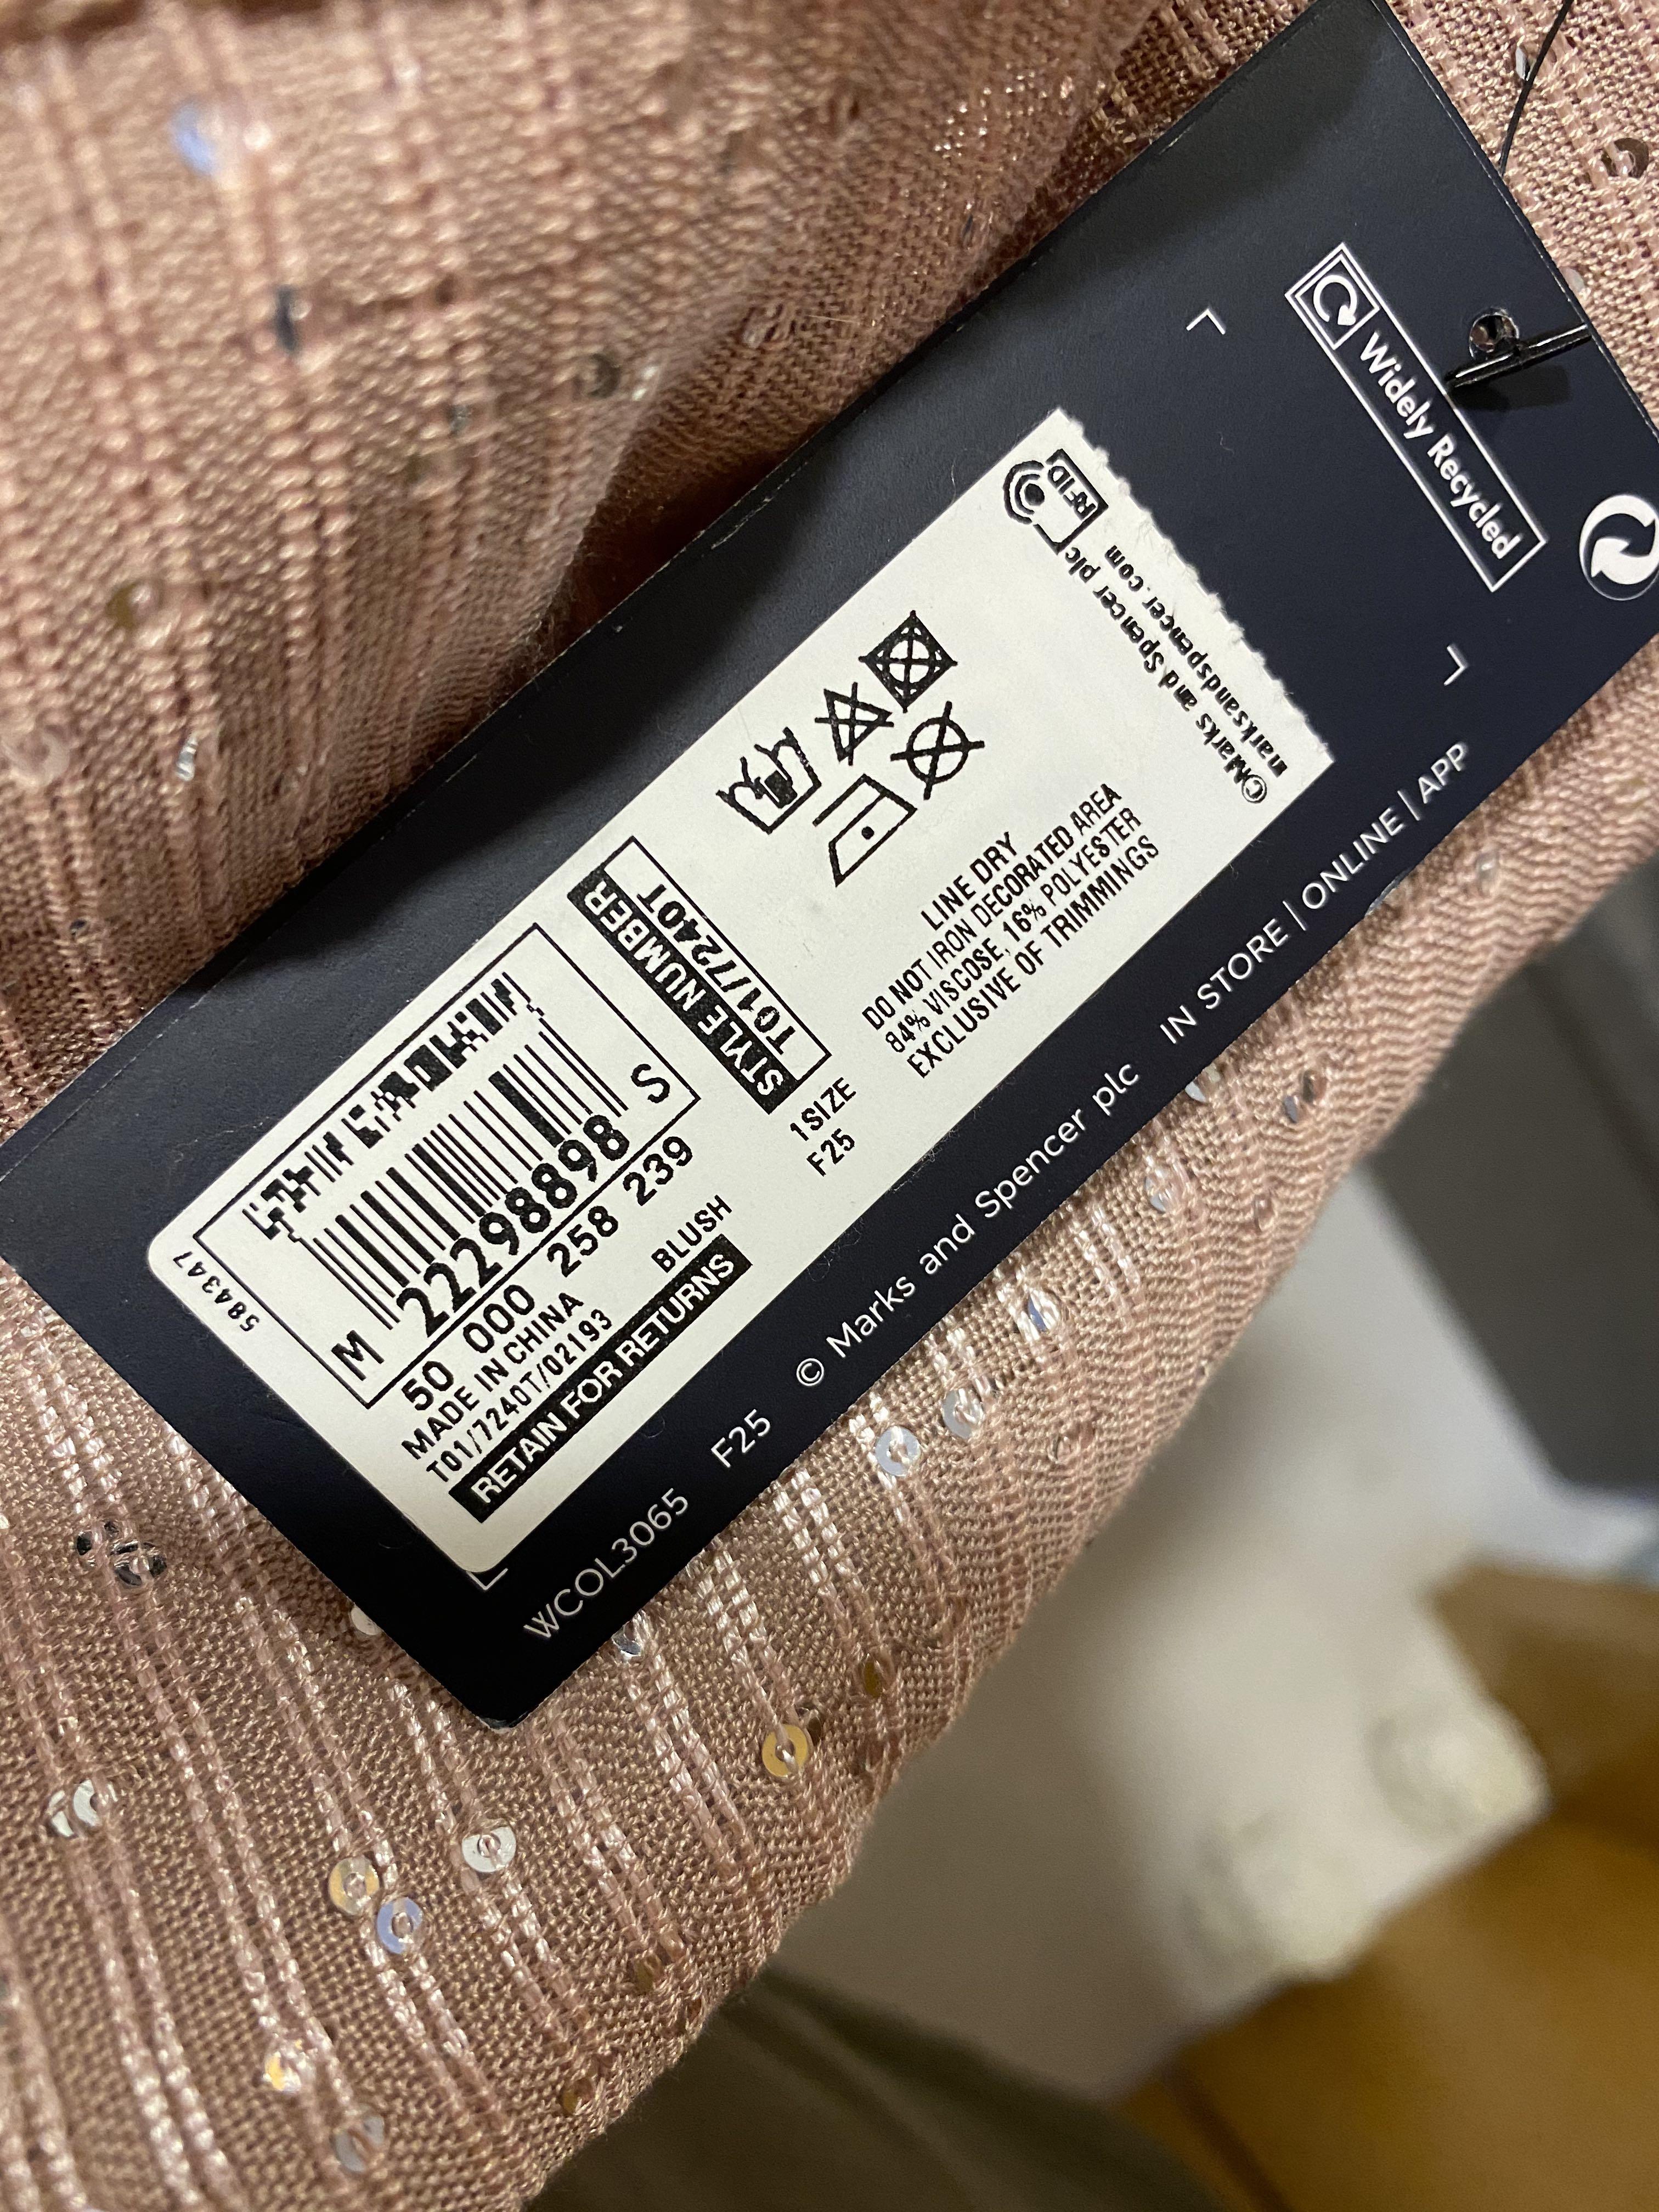 Widely Recycled
RFID
©Marks and Spencer plc
marksandspencer.com
LINE DRY
DO NOT IRON DECORATED AREA
84% VISCOSE, 16% POLYESTER
EXCLUSIVE OF TRIMMINGS
STYLE NUMBER
T01/7240T
1SIZE
F25
584347
M 22298898 S
50 000 258 239
MADE IN CHINA BLUSH
T01/7240T/02193
RETAIN FOR RETURNS
WCOL3065 F25 © Marks and Spencer plc IN STORE | ONLINE | APP